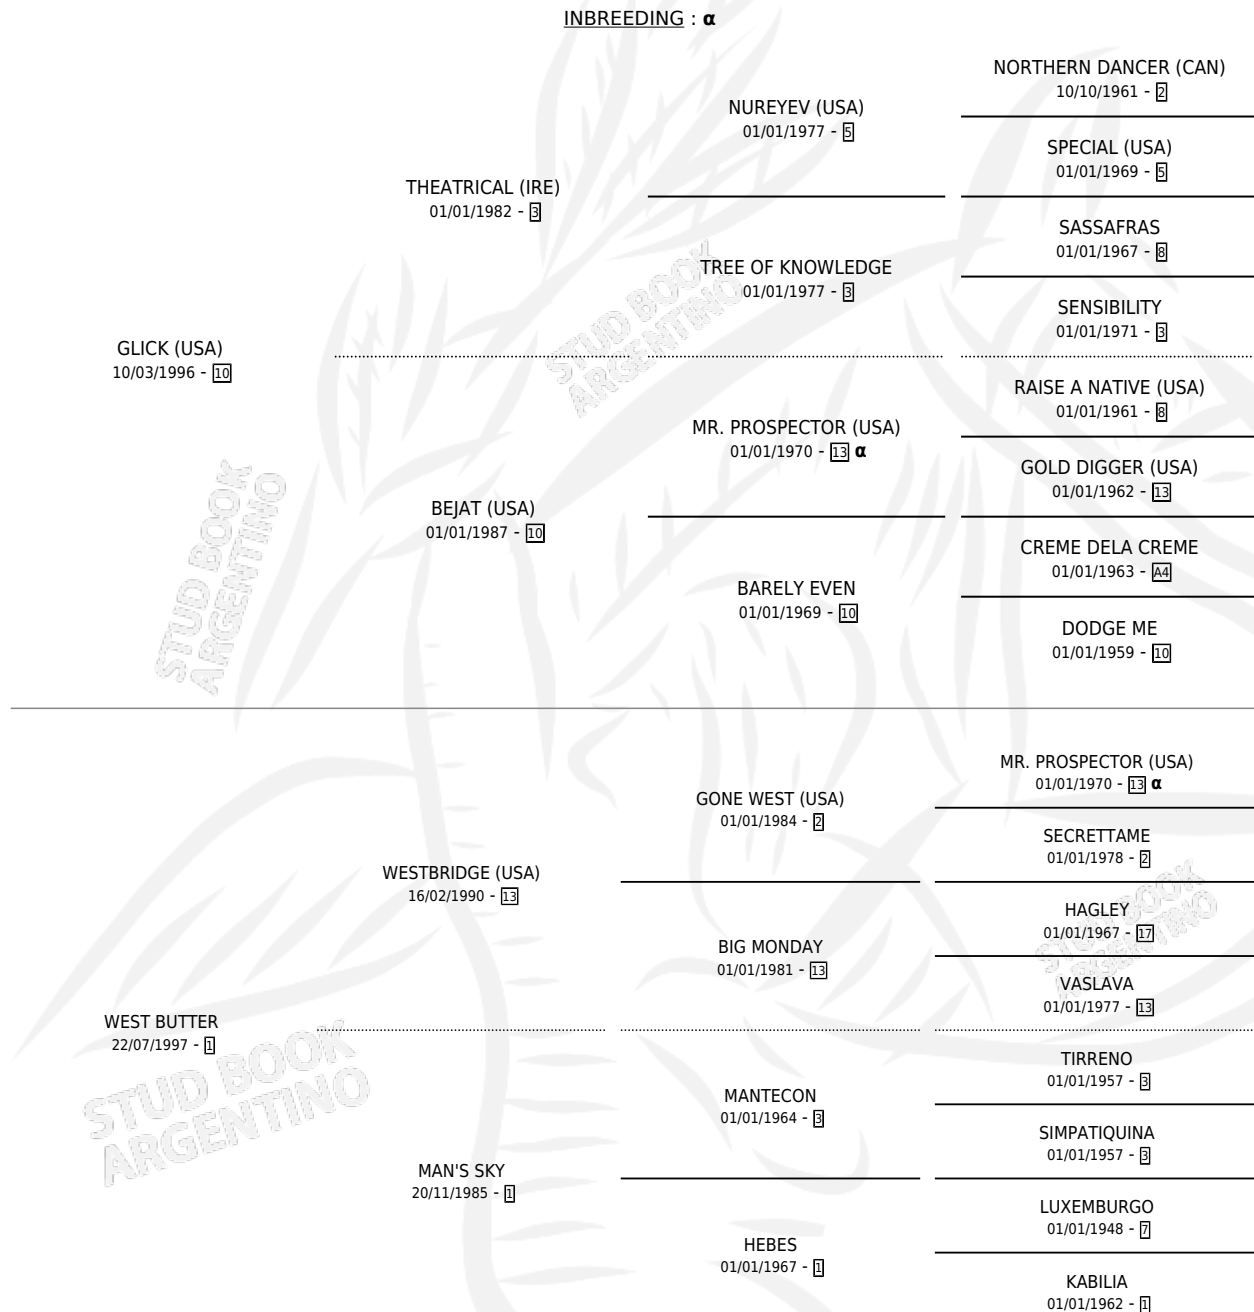 INBREEDING : α
NORTHERN DANCER (CAN)
10/10/1961 - 2
NUREYEV (USA)
01/01/1977 - 5
SPECIAL (USA)
01/01/1969 - 5
THEATRICAL (IRE)
01/01/1982 - 3
SASSAFRAS
01/01/1967 - 8
TREE OF KNOWLEDGE
01/01/1977 - 3
SENSIBILITY
01/01/1971 - 3
GLICK (USA)
10/03/1996 - 10
RAISE A NATIVE (USA)
01/01/1961 - 8
MR. PROSPECTOR (USA)
01/01/1970 - 13 α
GOLD DIGGER (USA)
01/01/1962 - 13
BEJAT (USA)
01/01/1987 - 10
CREME DELA CREME
01/01/1963 - A4
BARELY EVEN
01/01/1969 - 10
DODGE ME
01/01/1959 - 10
MR. PROSPECTOR (USA)
01/01/1970 - 13 α
GONE WEST (USA)
01/01/1984 - 2
SECRETTAME
01/01/1978 - 2
WESTBRIDGE (USA)
16/02/1990 - 13
HAGLEY
01/01/1967 - 17
BIG MONDAY
01/01/1981 - 13
VASLAVA
01/01/1977 - 13
WEST BUTTER
22/07/1997 - 1
TIRRENO
01/01/1957 - 3
MANTECON
01/01/1964 - 3
SIMPATIQUINA
01/01/1957 - 3
MAN'S SKY
20/11/1985 - 1
LUXEMBURGO
01/01/1948 - 7
HEBES
01/01/1967 - 1
KABILIA
01/01/1962 - 1
STUD BOOK
ARGENTINO
STUD BOOK
ARGENTINO
STUD BOOK
ARGENTINO
STUD BOOK
ARGENTINO